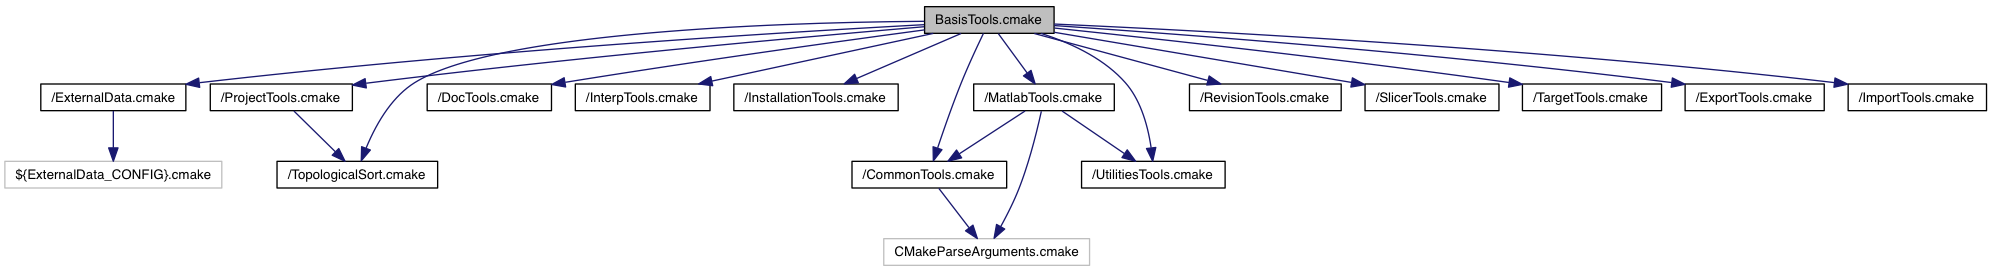 BasisTools.cmake
/ExternalData.cmake
/ProjectTools.cmake
/DocTools.cmake
/InterpTools.cmake
/InstallationTools.cmake
/MatlabTools.cmake
/RevisionTools.cmake
/SlicerTools.cmake
/TargetTools.cmake
/ExportTools.cmake
/ImportTools.cmake
${ExternalData_CONFIG}.cmake
/TopologicalSort.cmake
/CommonTools.cmake
/UtilitiesTools.cmake
CMakeParseArguments.cmake